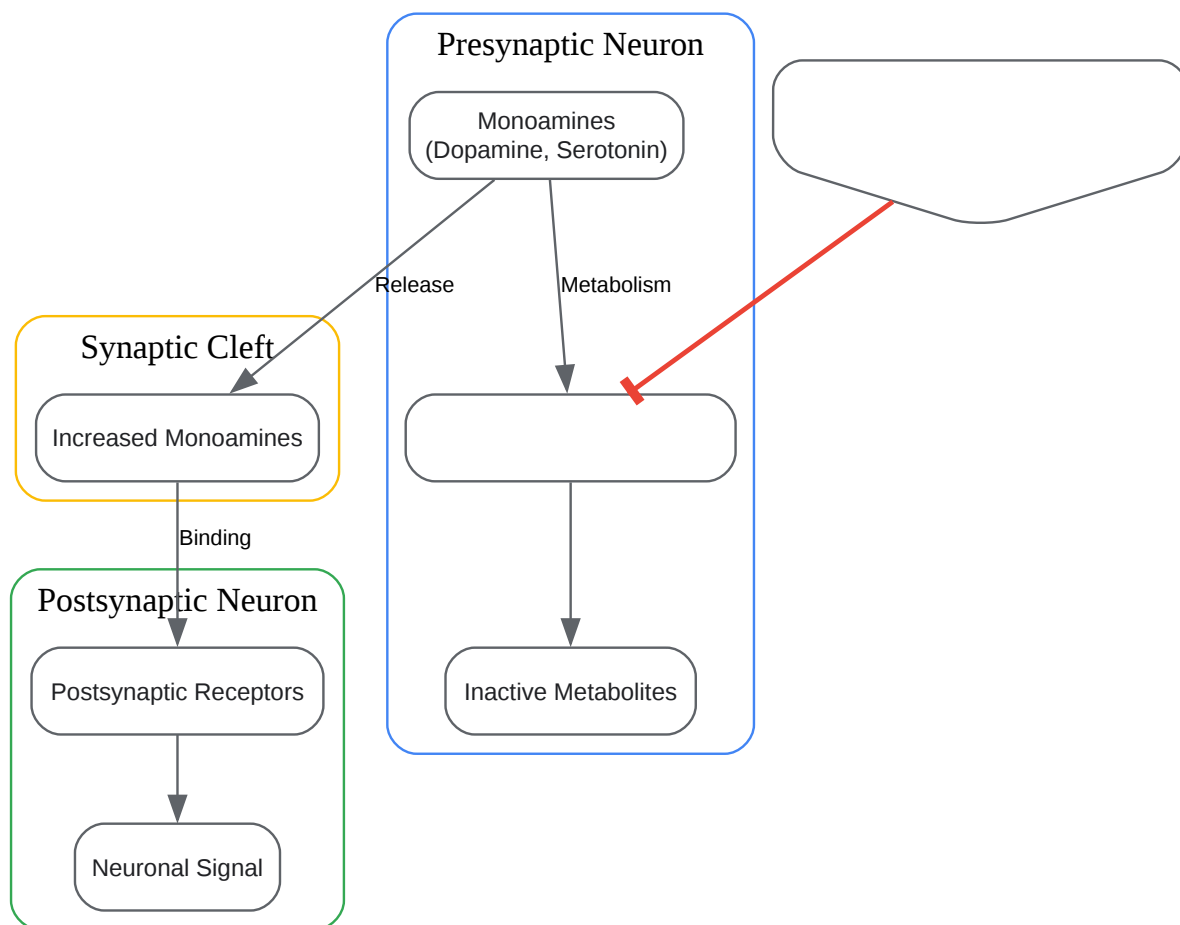 Presynaptic Neuron
Monoamines
(Dopamine, Serotonin)
Release
Metabolism
Synaptic Cleft
Increased Monoamines
Binding
Postsynaptic Neuron
Postsynaptic Receptors
Inactive Metabolites
Neuronal Signal